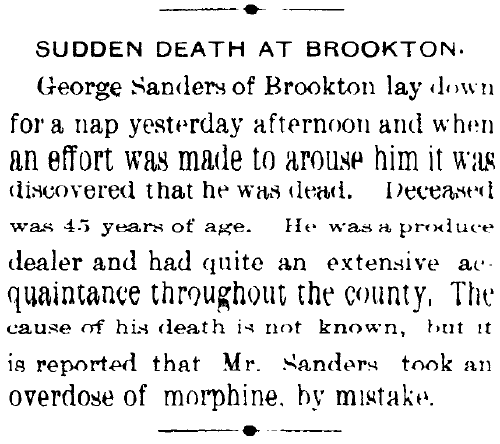 SUDDEN DEATH AT BROOKTON.
George Sanders of Brookton lay down
for a nap yesterday afternoon and when
an effort was made to arouse him it was
discovered that he was dead. Deceased
was 45 years of age. He was a produce
dealer and had quite an extensive ac-
quaintance throughout the county. The
cause of his death is not known, but it
is reported that Mr. Sanders took an
overdose of morphine, by mistake.